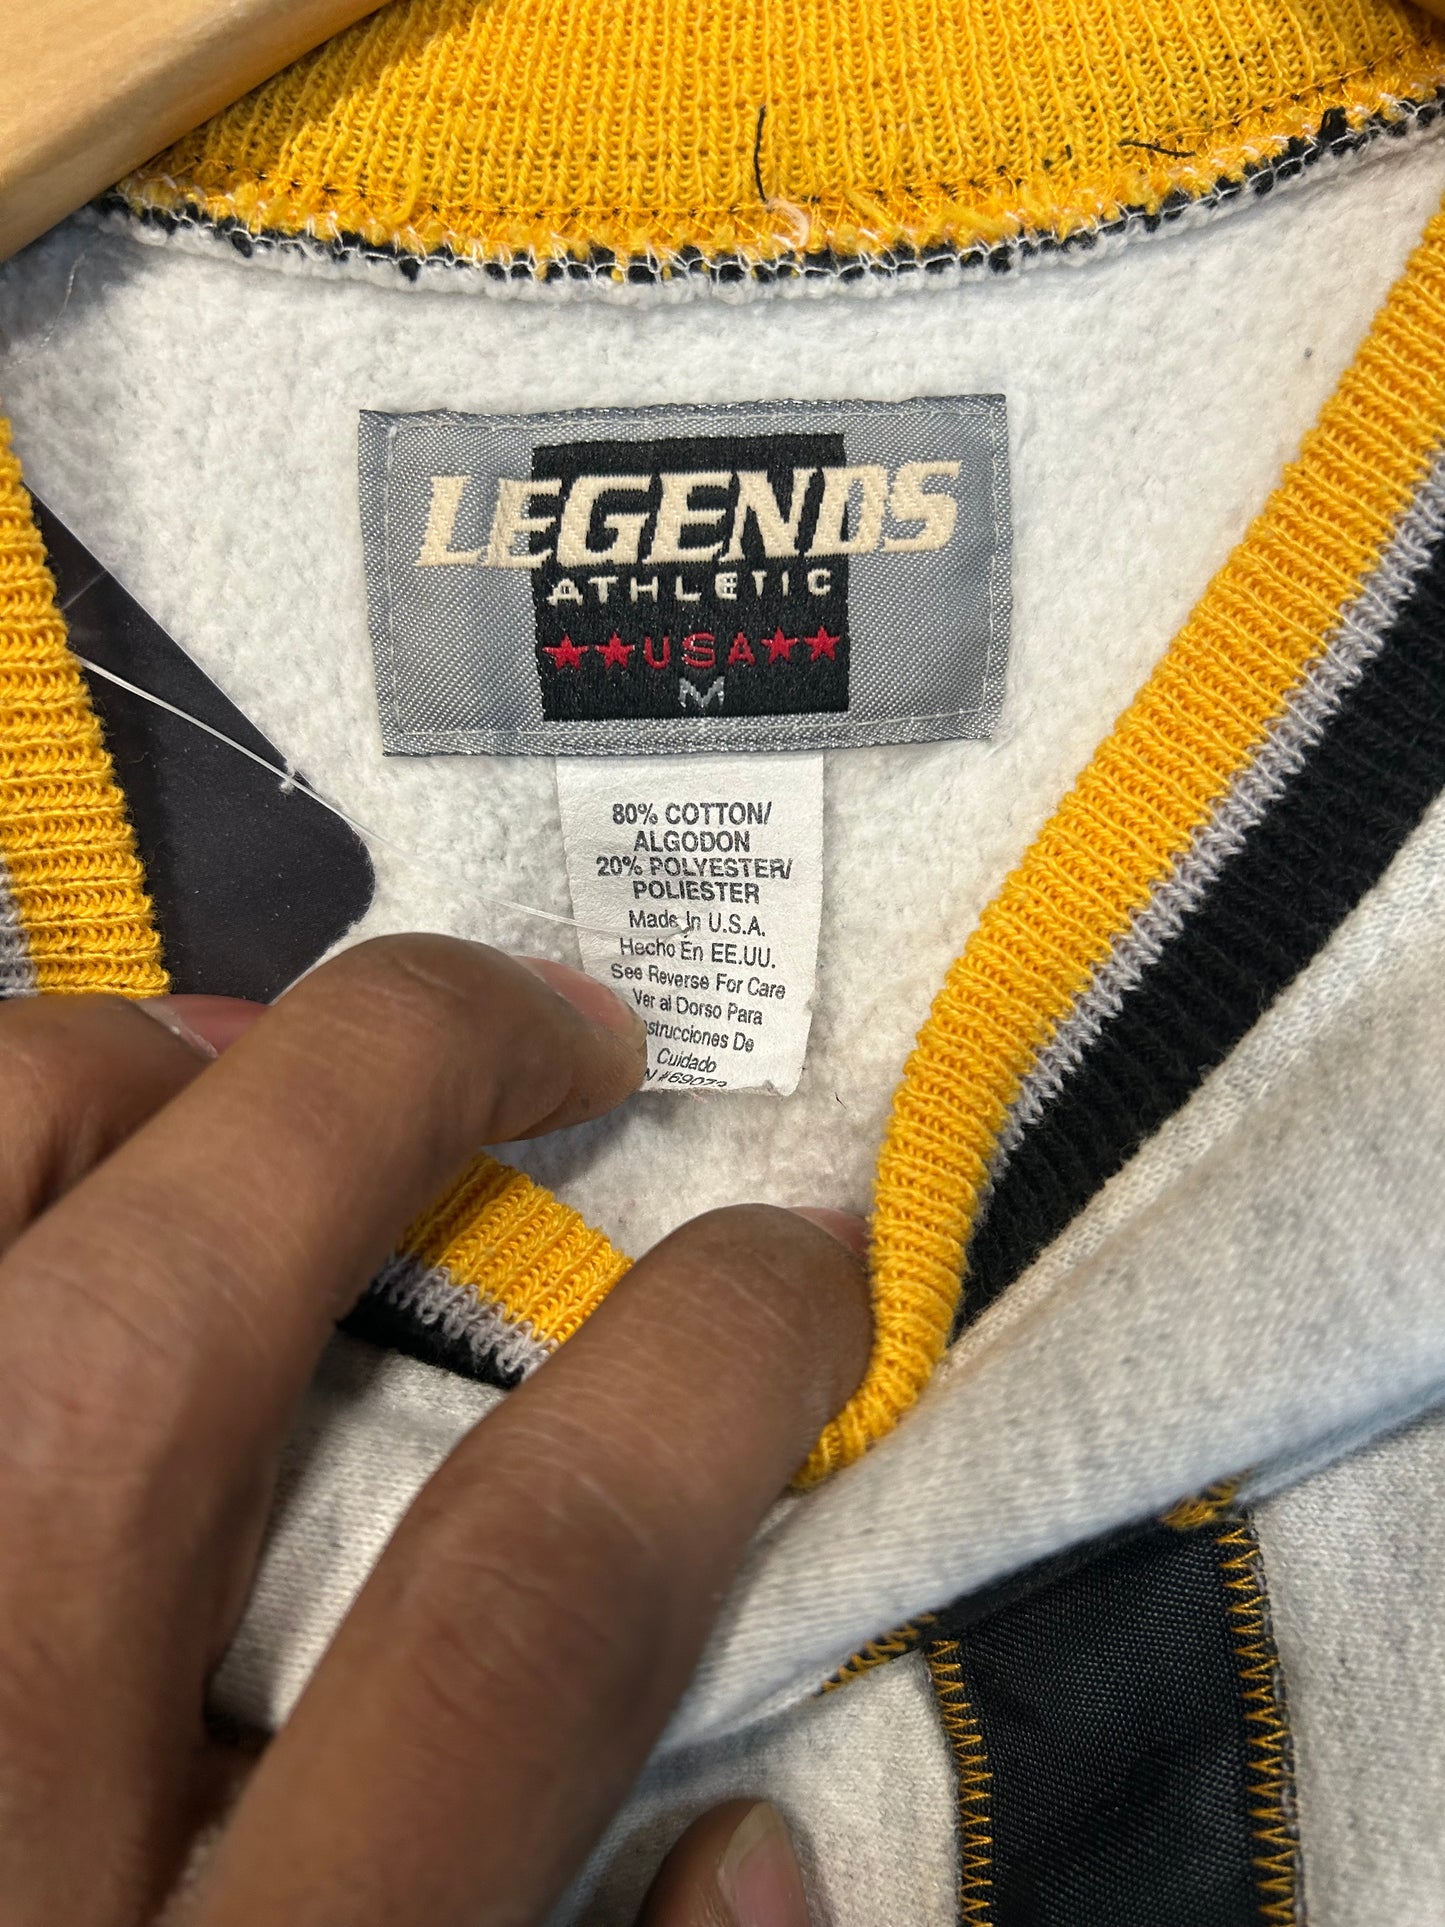 LEGENDS
ATHLETIC
★★USA★★
M
80% COTTON/
ALGODON
20% POLYESTER/
POLIESTER
Made In U.S.A.
Hecho En EE.UU.
See Reverse For Care
Ver al Dorso Para
strucciones De
Cuidado